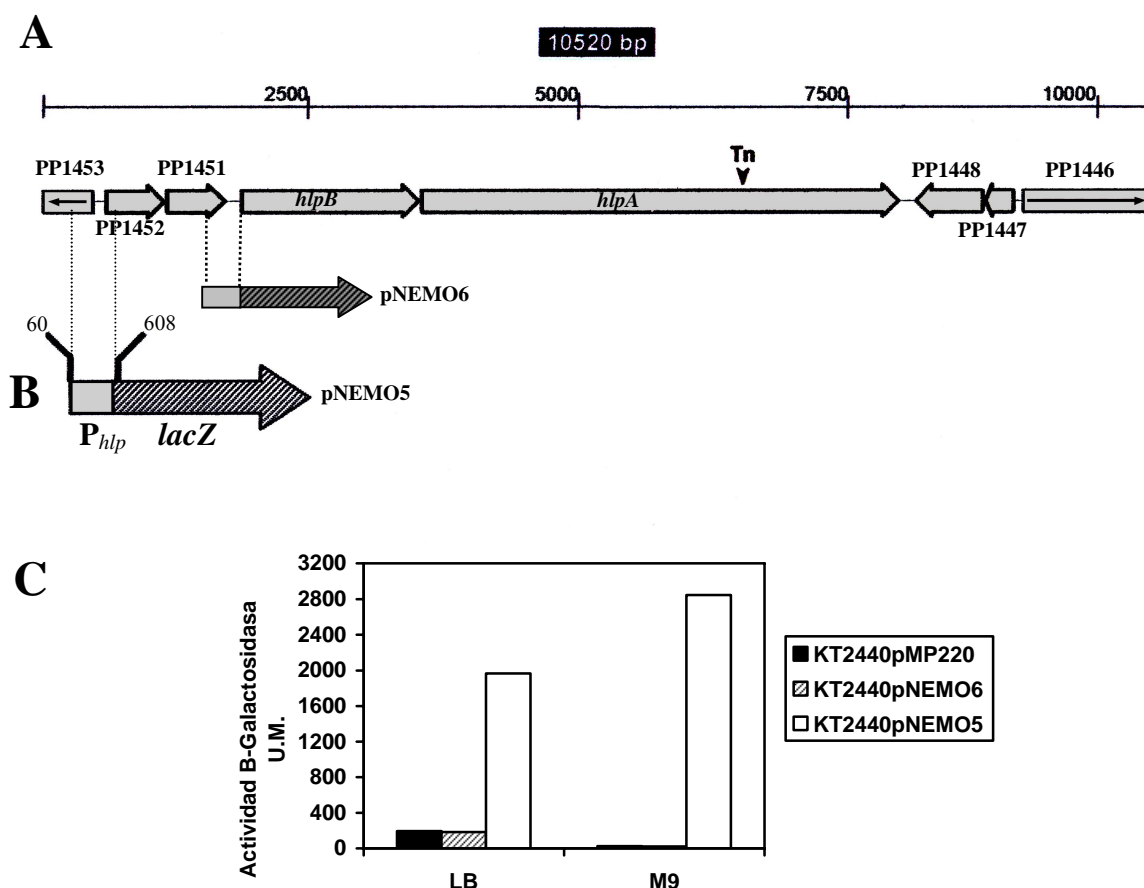 A
10520 bp
2500 5000 7500 10000
Tn
PP1453 PP1451 PP1448 PP1446
hlpB hlpA
PP1452 PP1447
pNEMO6
60 608
B
pNEMO5
Phlp lacZ
C
Actividad B-Galactosidasa
U.M.
3200
2800
2400
2000
1600
1200
800
400
0
LB M9
KT2440pMP220
KT2440pNEMO6
KT2440pNEMO5